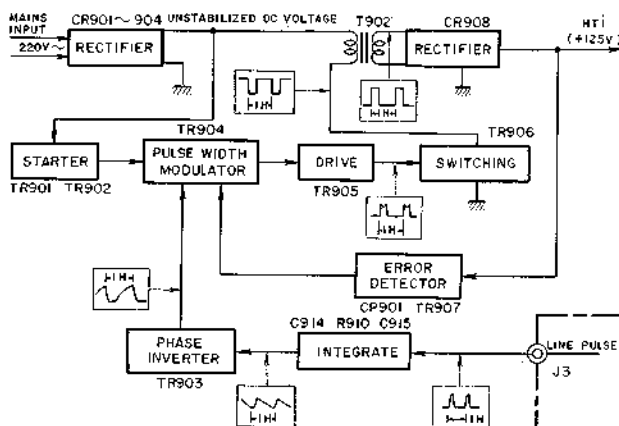 MAINS INPUT
220V~
CR901~904
RECTIFIER
UNSTABILIZED DC VOLTAGE
T902
CR908
RECTIFIER
HTi
(+125V)
1H
1H
TR904
TR906
STARTER
TR901 TR902
PULSE WIDTH
MODULATOR
DRIVE
TR905
SWITCHING
1H
1H
ERROR
DETECTOR
CP901 TR907
C914 R910 C915
PHASE
INVERTER
TR903
INTEGRATE
LINE PULSE
J3
1H
1H